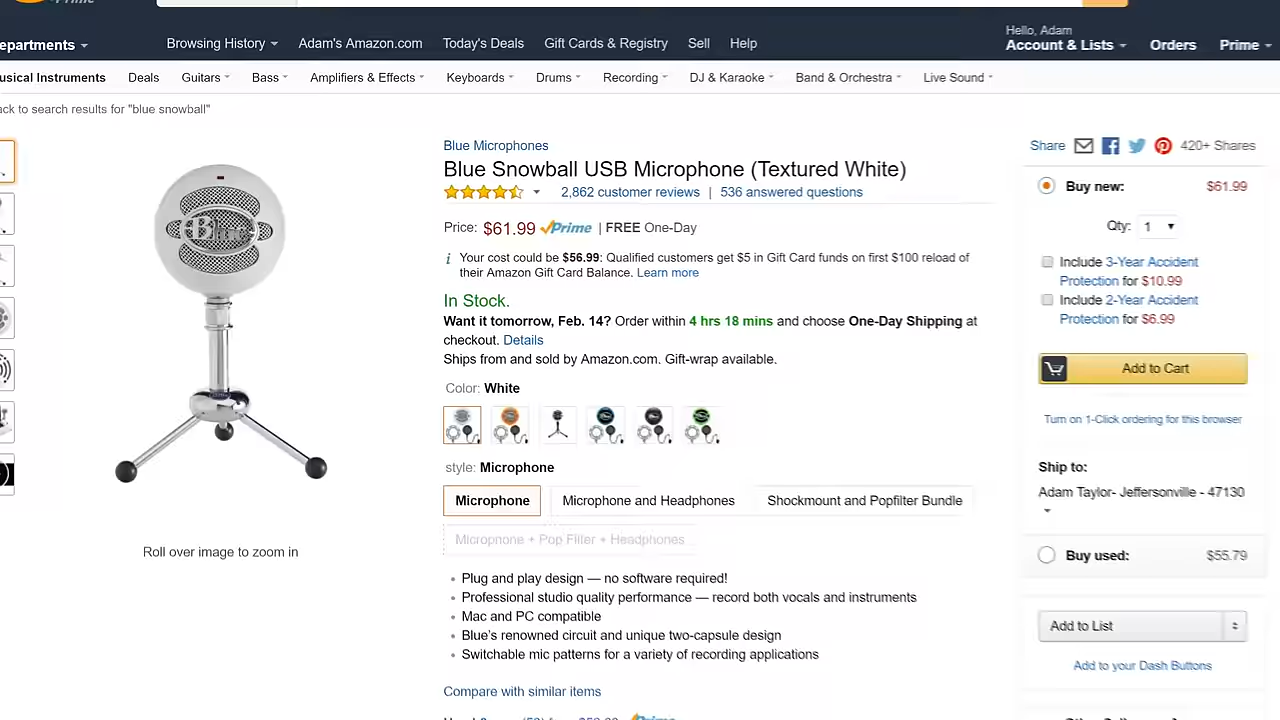 Prime
epartments
Browsing History
Adam's Amazon.com
Today's Deals
Gift Cards & Registry
Sell
Help
Hello, Adam
Account & Lists
Orders
Prime
usical Instruments
Deals
Guitars
Bass
Amplifiers & Effects
Keyboards
Drums
Recording
DJ & Karaoke
Band & Orchestra
Live Sound
ack to search results for "blue snowball"
Blue
Roll over image to zoom in
Blue Microphones
Blue Snowball USB Microphone (Textured White)
2,862 customer reviews | 536 answered questions
Price: $61.99 Prime | FREE One-Day
i Your cost could be $56.99: Qualified customers get $5 in Gift Card funds on first $100 reload of
their Amazon Gift Card Balance. Learn more
In Stock.
Want it tomorrow, Feb. 14? Order within 4 hrs 18 mins and choose One-Day Shipping at
checkout. Details
Ships from and sold by Amazon.com. Gift-wrap available.
Color: White
style: Microphone
Microphone
Microphone and Headphones
Shockmount and Popfilter Bundle
Microphone + Pop Filter + Headphones
• Plug and play design — no software required!
• Professional studio quality performance — record both vocals and instruments
• Mac and PC compatible
• Blue's renowned circuit and unique two-capsule design
• Switchable mic patterns for a variety of recording applications
Compare with similar items
Share
420+ Shares
Buy new: $61.99
Qty: 1
Include 3-Year Accident
Protection for $10.99
Include 2-Year Accident
Protection for $6.99
Add to Cart
Turn on 1-Click ordering for this browser
Ship to:
Adam Taylor- Jeffersonville - 47130
Buy used: $55.79
Add to List
Add to your Dash Buttons